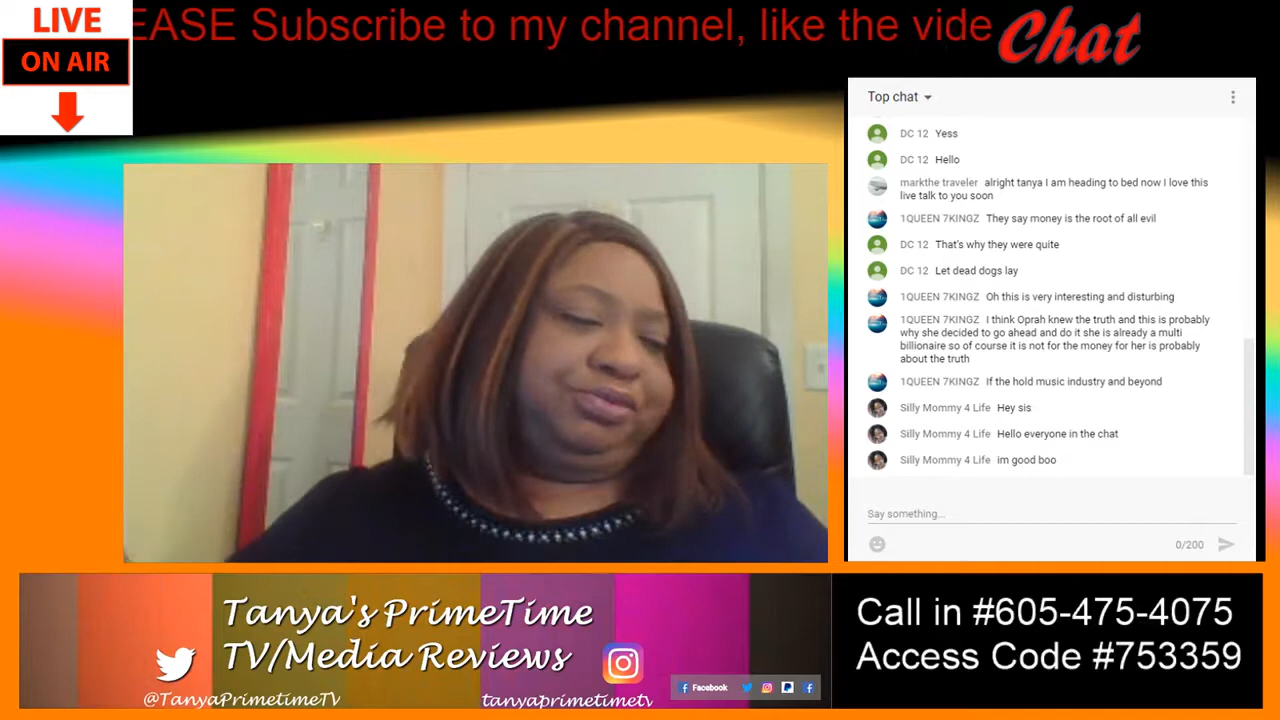 LIVE
ON AIR
EASE Subscribe to my channel, like the vide
Chat
Top chat
DC 12 Yess
DC 12 Hello
markthe traveler alright tanya I am heading to bed now I love this
live talk to you soon
1QUEEN 7KINGZ They say money is the root of all evil
DC 12 That's why they were quite
DC 12 Let dead dogs lay
1QUEEN 7KINGZ Oh this is very interesting and disturbing
1QUEEN 7KINGZ I think Oprah knew the truth and this is probably
why she decided to go ahead and do it she is already a multi
billionaire so of course it is not for the money for her is probably
about the truth
1QUEEN 7KINGZ If the hold music industry and beyond
Silly Mommy 4 Life Hey sis
Silly Mommy 4 Life Hello everyone in the chat
Silly Mommy 4 Life im good boo
Say something...
0/200
Tanya's PrimeTime
TV/Media Reviews
@TanyaPrimetimeTV
tanyaprimetimetv
Facebook
Call in #605-475-4075
Access Code #753359